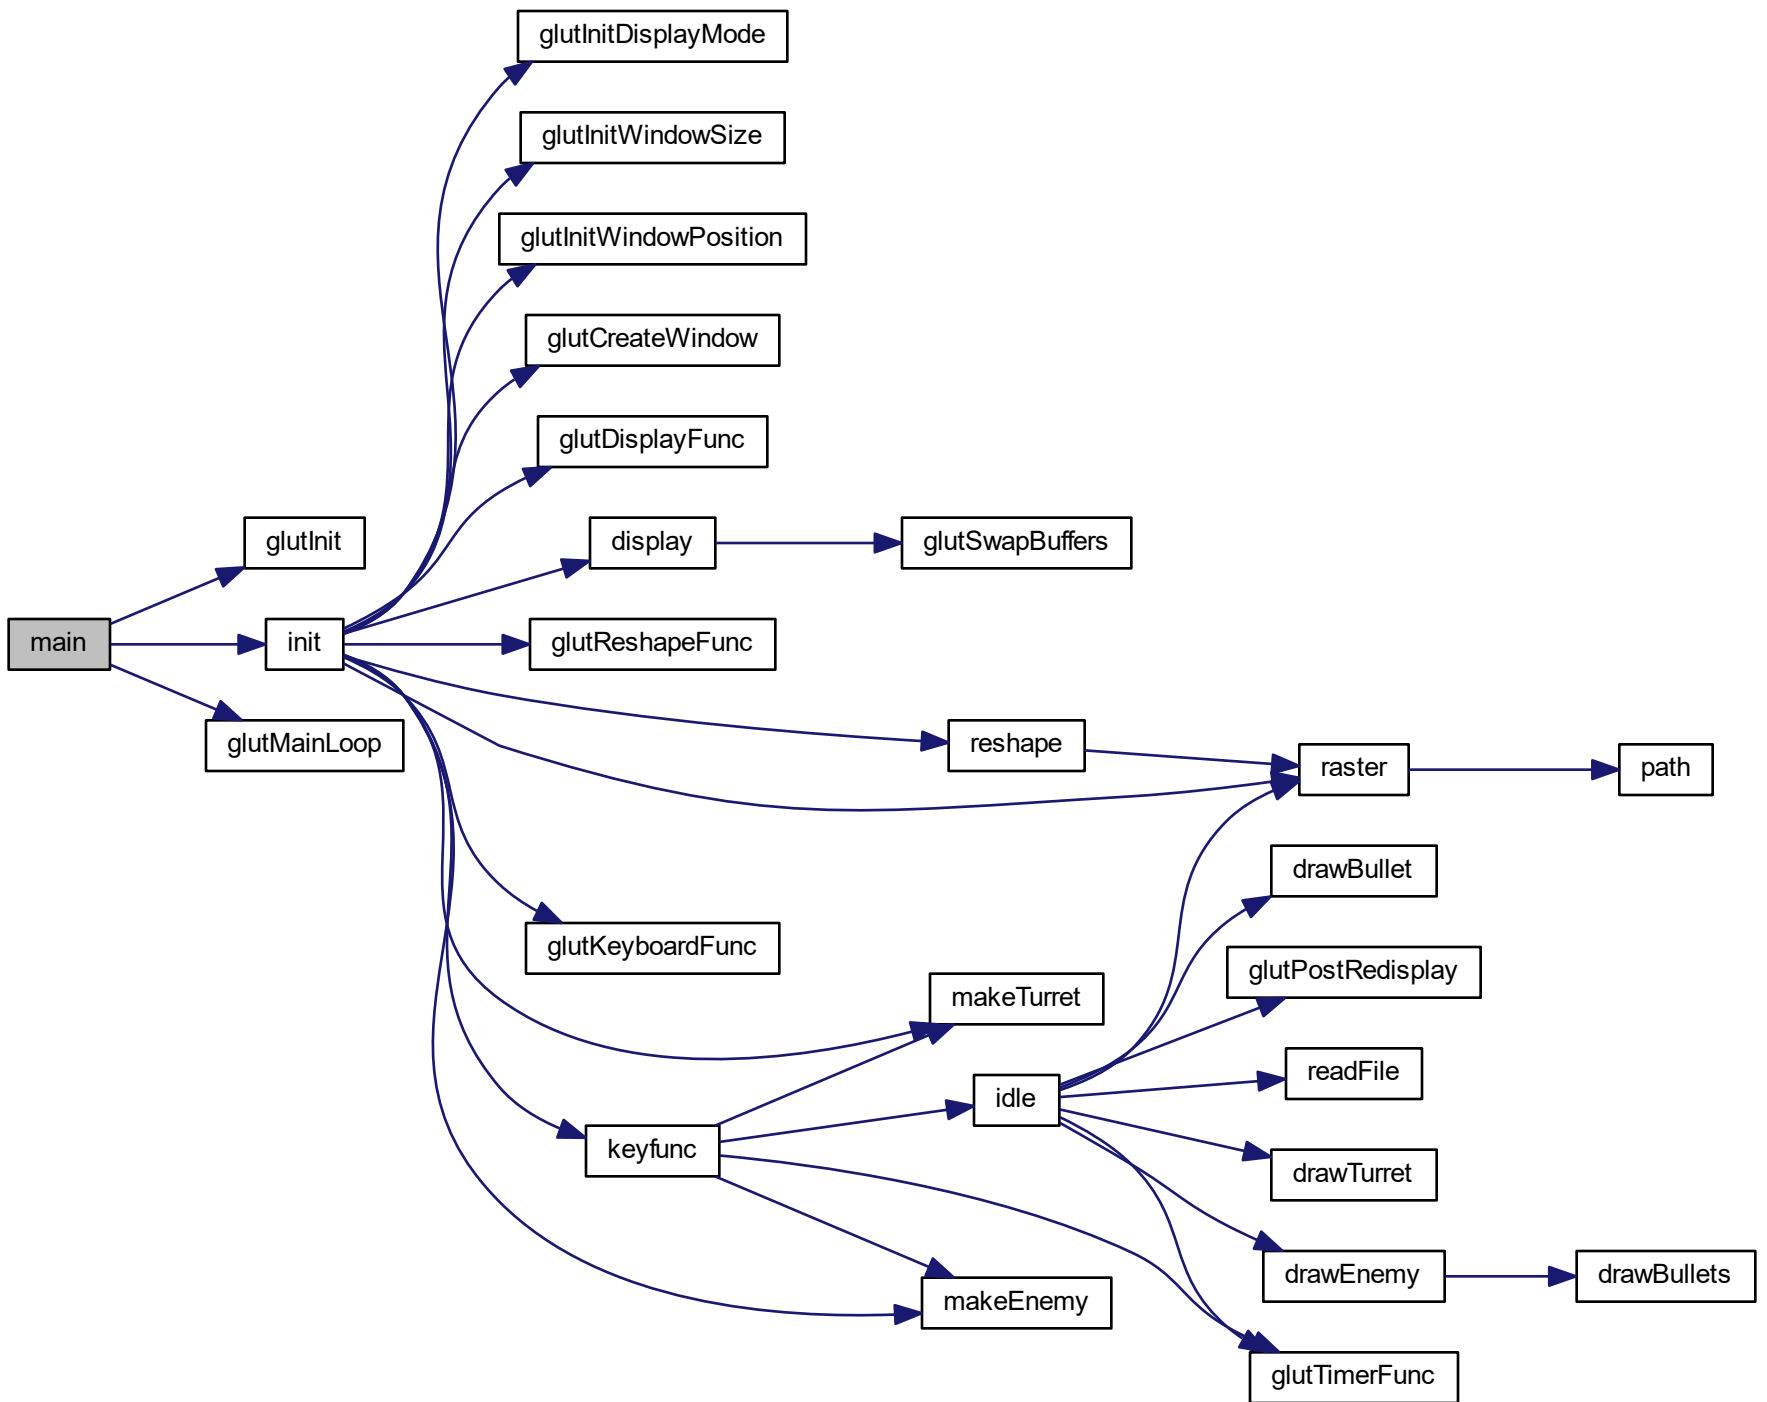 glutInitDisplayMode
glutInitWindowSize
glutInitWindowPosition
glutCreateWindow
glutDisplayFunc
glutInit
display
glutSwapBuffers
main
init
glutReshapeFunc
glutMainLoop
reshape
raster
path
drawBullet
glutKeyboardFunc
glutPostRedisplay
makeTurret
readFile
idle
keyfunc
drawTurret
drawEnemy
drawBullets
makeEnemy
glutTimerFunc